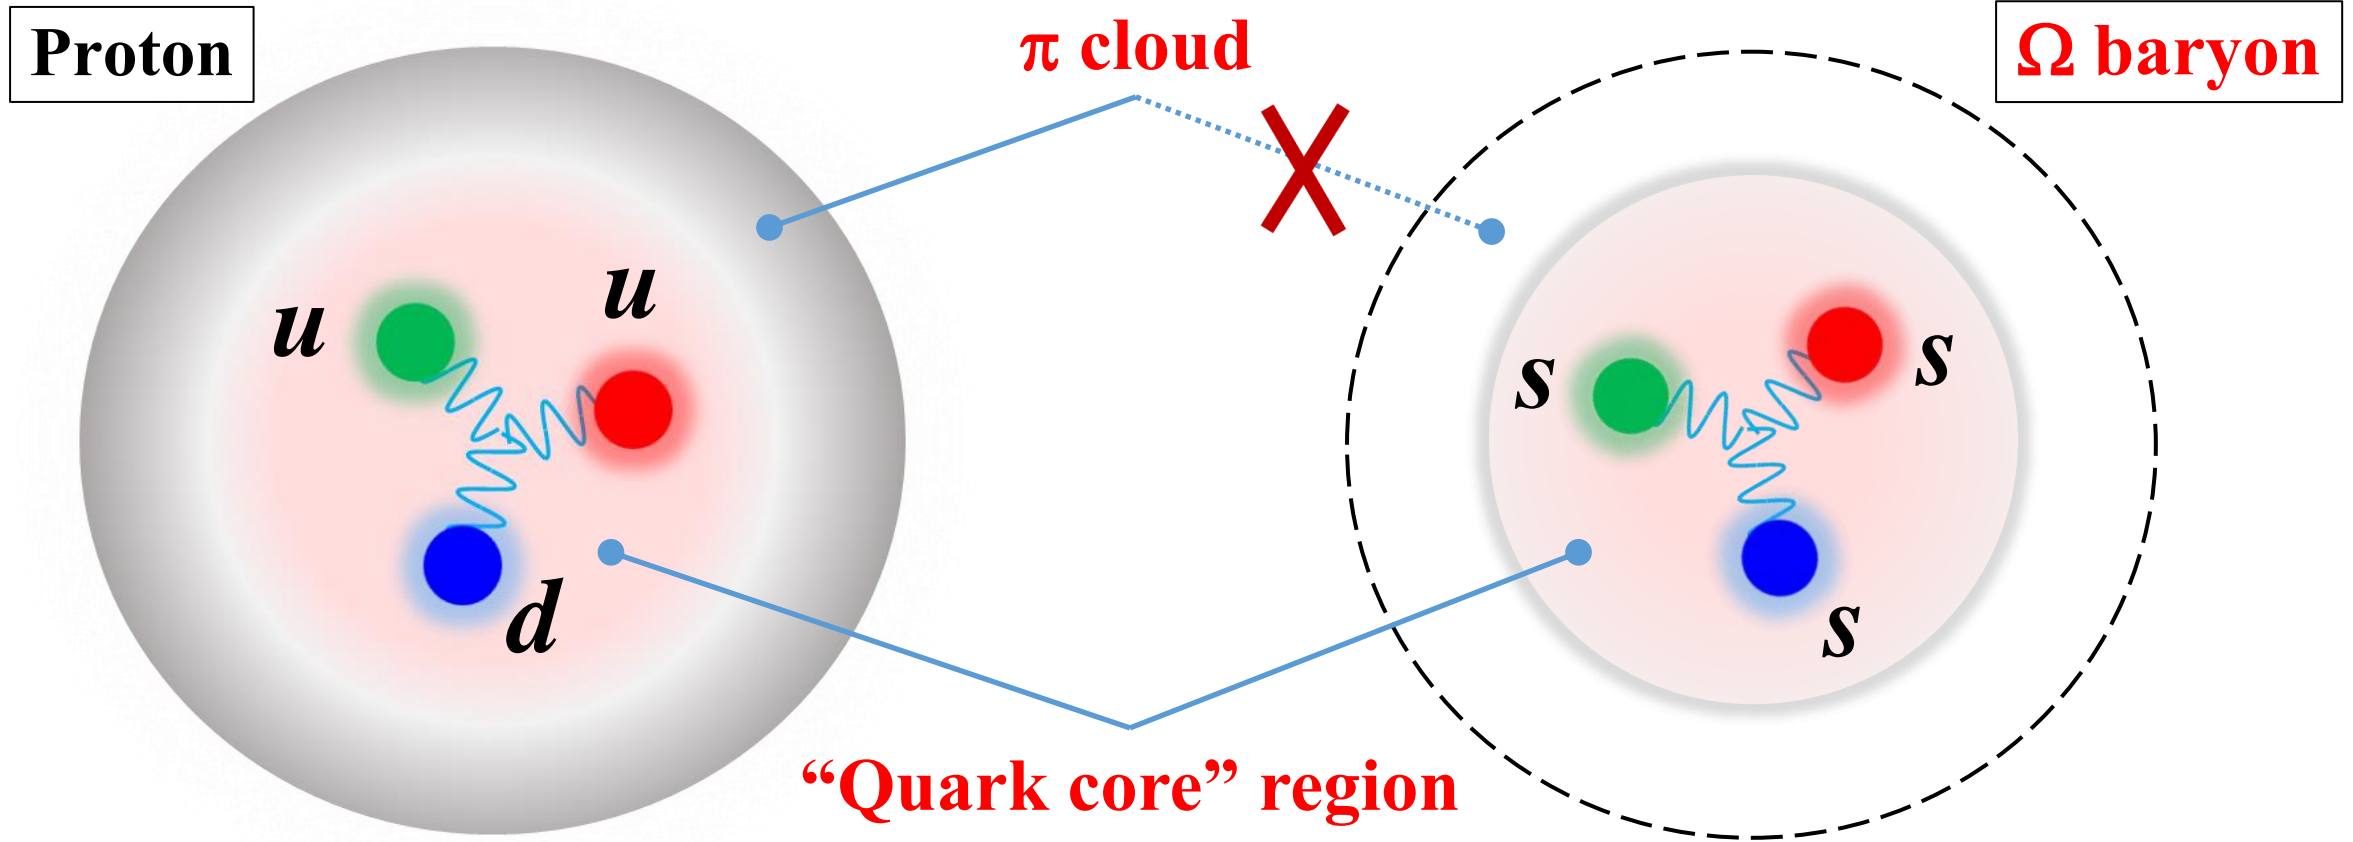 Proton
π cloud
Ω baryon
u
u
d
s
s
s
“Quark core” region